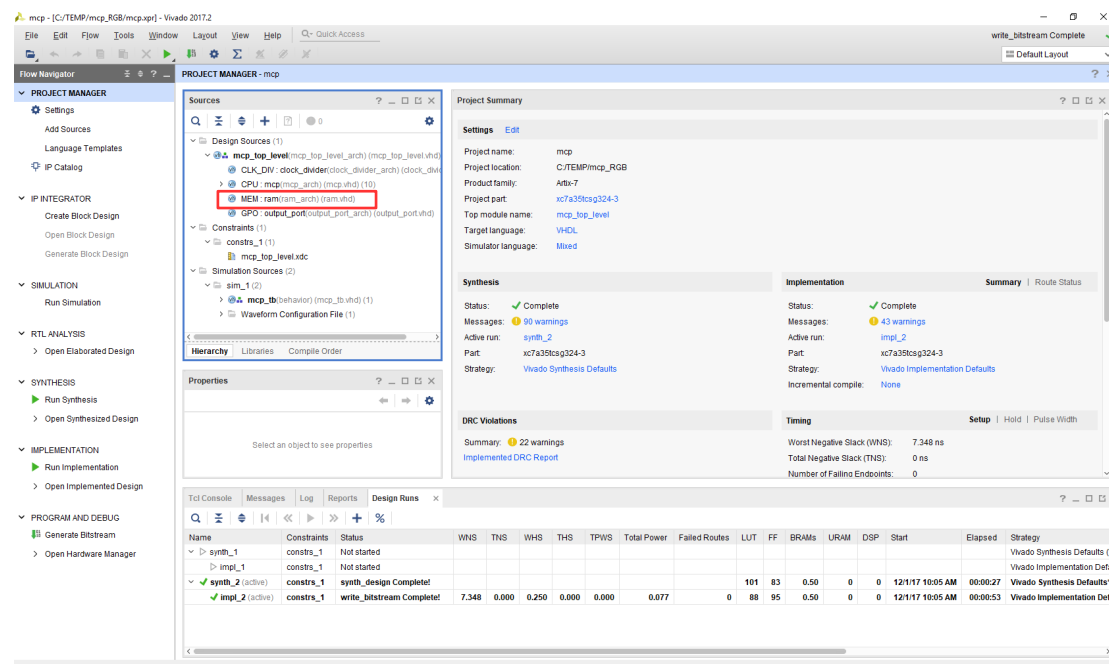 mcp - [C:/TEMP/mcp_RGB/mcp.xpr] - Vivado 2017.2
File Edit Flow Tools Window Layout View Help Q- Quick Access
write_bitstream Complete
Default Layout
Flow Navigator
PROJECT MANAGER - mcp
PROJECT MANAGER
Settings
Add Sources
Language Templates
IP Catalog
IP INTEGRATOR
Create Block Design
Open Block Design
Generate Block Design
SIMULATION
Run Simulation
RTL ANALYSIS
Open Elaborated Design
SYNTHESIS
Run Synthesis
Open Synthesized Design
IMPLEMENTATION
Run Implementation
Open Implemented Design
PROGRAM AND DEBUG
Generate Bitstream
Open Hardware Manager
Sources
0
Design Sources (1)
mcp_top_level(mcp_top_level_arch) (mcp_top_level.vhd)
CLK_DIV : clock_divider(clock_divider_arch) (clock_divi
CPU : mcp(mcp_arch) (mcp.vhd) (10)
MEM : ram(ram_arch) (ram.vhd)
GPO : output_port(output_port_arch) (output_port.vhd)
Constraints (1)
constrs_1 (1)
mcp_top_level.xdc
Simulation Sources (2)
sim_1 (2)
mcp_tb(behavior) (mcp_tb.vhd) (1)
Waveform Configuration File (1)
Hierarchy Libraries Compile Order
Properties
Select an object to see properties
Project Summary
Settings Edit
Project name: mcp
Project location: C:/TEMP/mcp_RGB
Product family: Artix-7
Project part: xc7a35tcsg324-3
Top module name: mcp_top_level
Target language: VHDL
Simulator language: Mixed
Synthesis
Status: Complete
Messages: 90 warnings
Active run: synth_2
Part: xc7a35tcsg324-3
Strategy: Vivado Synthesis Defaults
Implementation Summary | Route Status
Status: Complete
Messages: 43 warnings
Active run: impl_2
Part: xc7a35tcsg324-3
Strategy: Vivado Implementation Defaults
Incremental compile: None
DRC Violations
Summary: 22 warnings
Implemented DRC Report
Timing Setup | Hold | Pulse Width
Worst Negative Slack (WNS): 7.348 ns
Total Negative Slack (TNS): 0 ns
Number of Failing Endpoints: 0
Tcl Console Messages Log Reports Design Runs
Name Constraints Status WNS TNS WHS THS TPWS Total Power Failed Routes LUT FF BRAMs URAM DSP Start Elapsed Strategy
synth_1 constrs_1 Not started Vivado Synthesis Defaults (
impl_1 constrs_1 Not started Vivado Implementation Defa
synth_2 (active) constrs_1 synth_design Complete! 101 83 0.50 0 0 12/1/17 10:05 AM 00:00:27 Vivado Synthesis Defaults*
impl_2 (active) constrs_1 write_bitstream Complete! 7.348 0.000 0.250 0.000 0.000 0.077 0 88 95 0.50 0 0 12/1/17 10:05 AM 00:00:53 Vivado Implementation Def